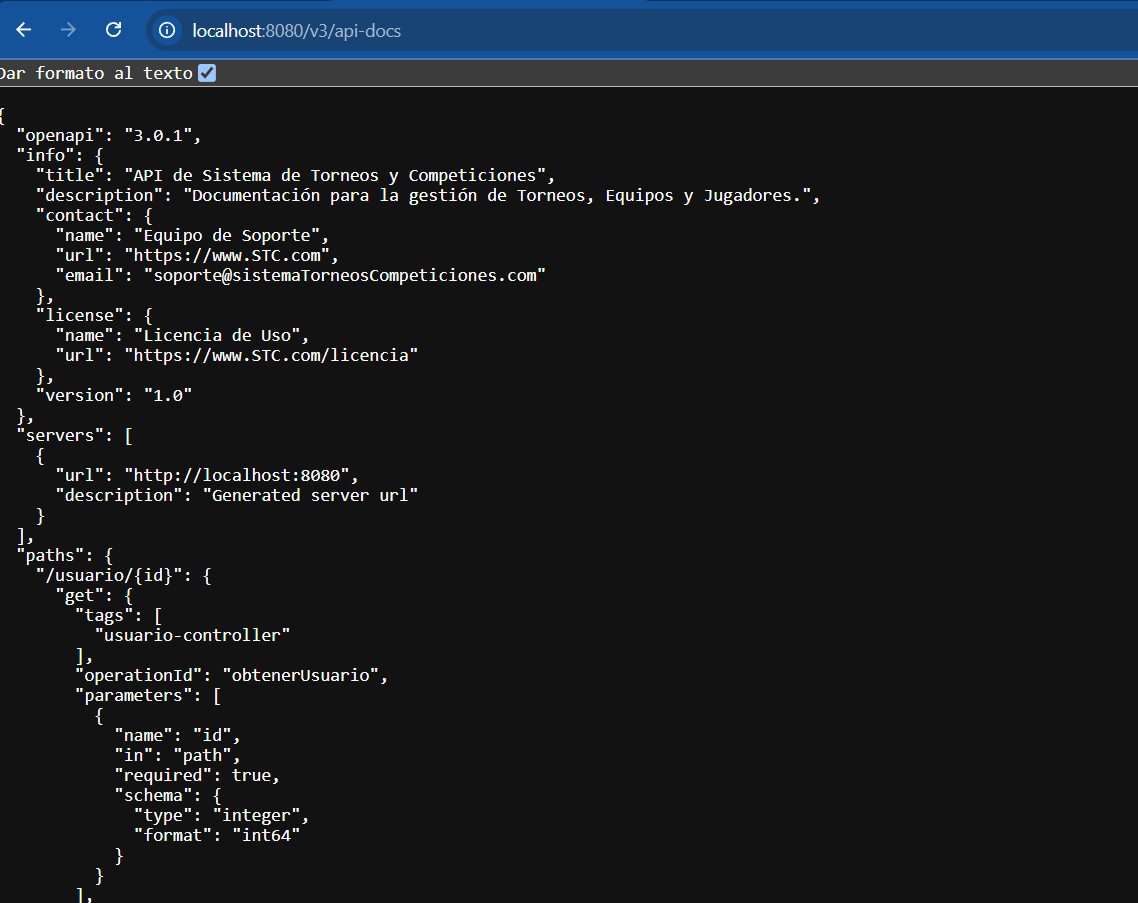 localhost:8080/v3/api-docs
Dar formato al texto
{
"openapi": "3.0.1",
"info": {
"title": "API de Sistema de Torneos y Competiciones",
"description": "Documentación para la gestión de Torneos, Equipos y Jugadores.",
"contact": {
"name": "Equipo de Soporte",
"url": "https://www.STC.com",
"email": "soporte@sistemaTorneosCompeticiones.com"
},
"license": {
"name": "Licencia de Uso",
"url": "https://www.STC.com/licencia"
},
"version": "1.0"
},
"servers": [
{
"url": "http://localhost:8080",
"description": "Generated server url"
}
],
"paths": {
"/usuario/{id}": {
"get": {
"tags": [
"usuario-controller"
],
"operationId": "obtenerUsuario",
"parameters": [
{
"name": "id",
"in": "path",
"required": true,
"schema": {
"type": "integer",
"format": "int64"
}
}
],